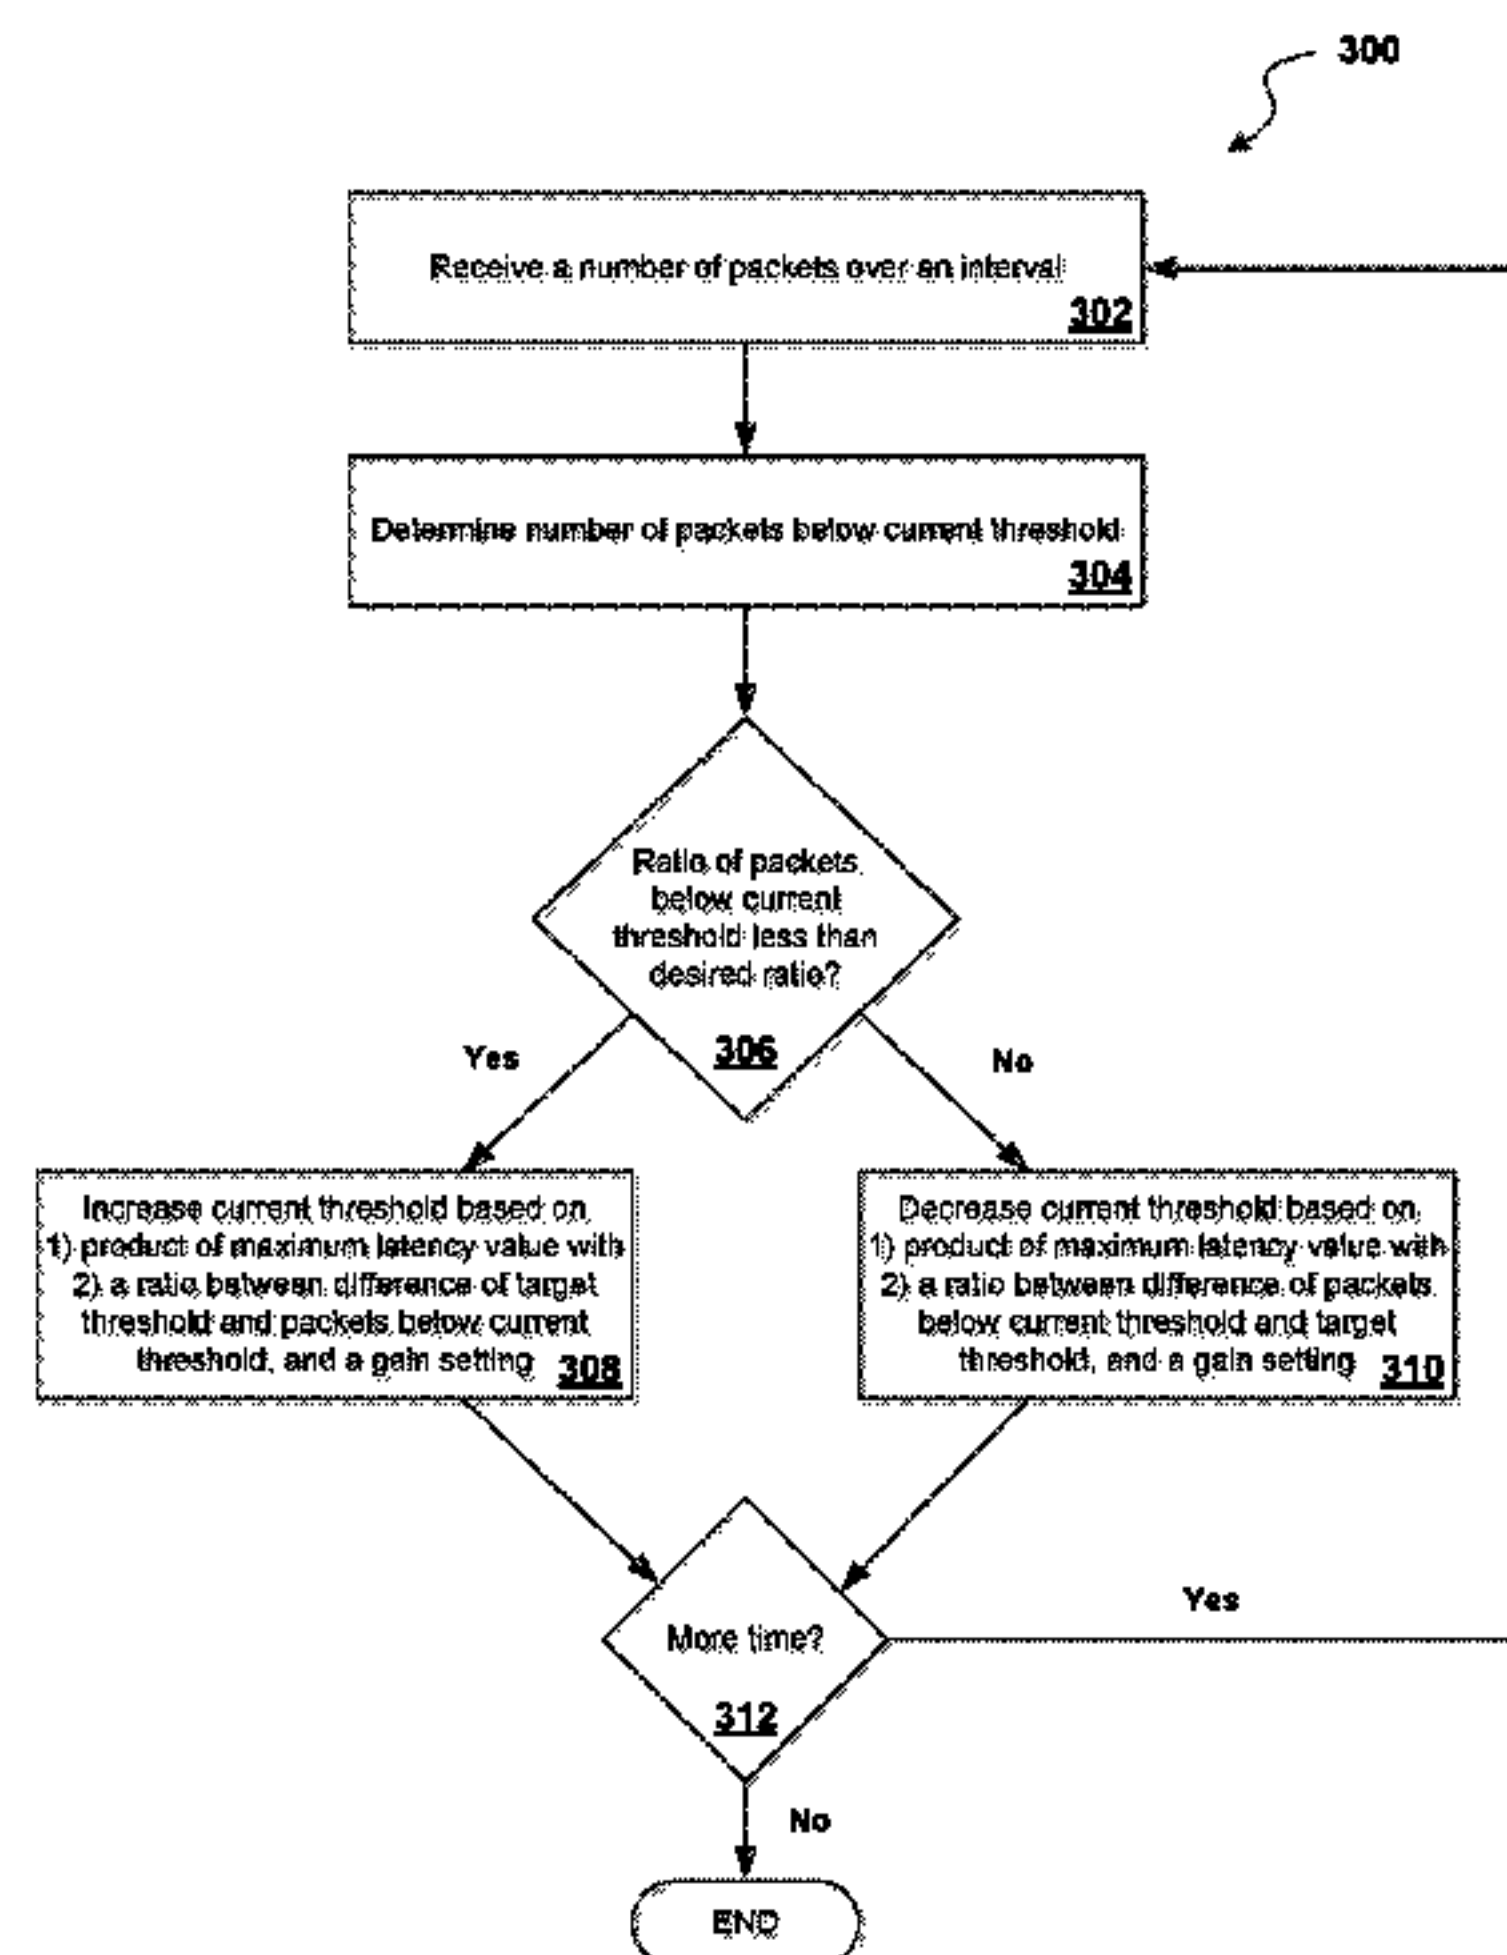 300
Receive a number of packets over an interval
302
Determine number of packets below current threshold
304
Ratio of packets
below current
threshold less than
desired ratio?
306
Yes
No
Increase current threshold based on
1) product of maximum latency value with
2) a ratio between difference of target
threshold and packets below current
threshold, and a gain setting
308
Decrease current threshold based on
1) product of maximum latency value with
2) a ratio between difference of packets
below current threshold and target
threshold, and a gain setting
310
More time?
312
Yes
No
END